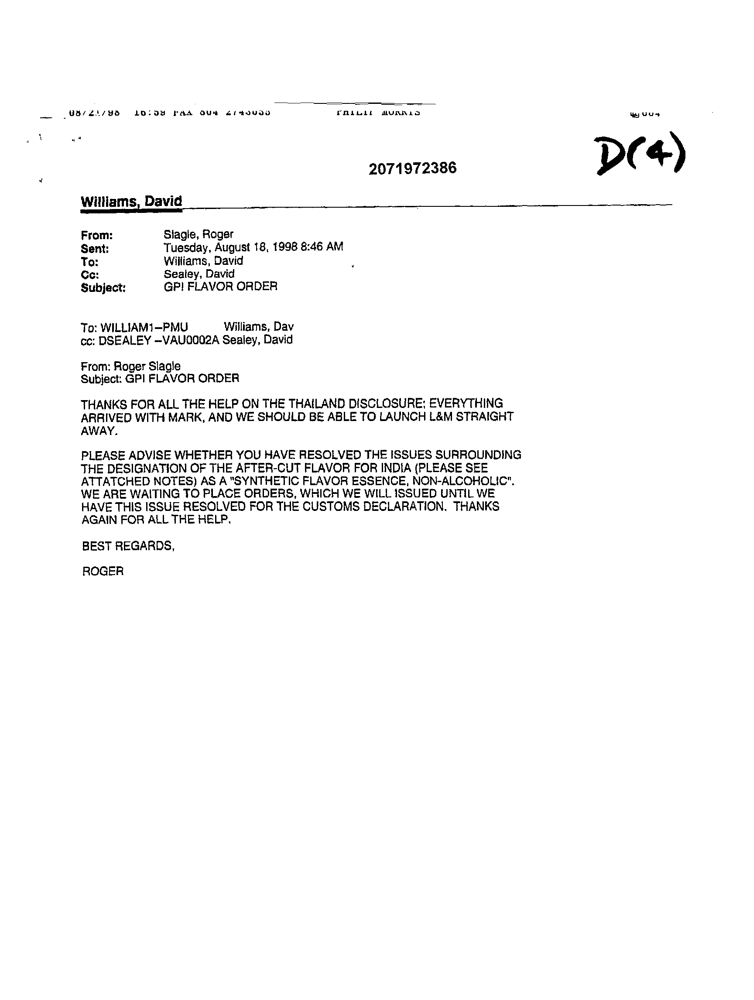 16:59 FAX 804 2745055 PHILIP MORRIS 004
D(4)
2071972386
Williams, David
From: Slagle, Roger
Sent: Tuesday, August 18, 1998 8:46 AM
To: Williams, David
Cc: Sealey, David
Subject: GPI FLAVOR ORDER
To: WILLIAM1--PMU Williams, Dav
cc: DSEALEY --VAU0002A Sealey, David
From: Roger Slagle
Subject: GPI FLAVOR ORDER
THANKS FOR ALL THE HELP ON THE THAILAND DISCLOSURE; EVERYTHING
ARRIVED WITH MARK, AND WE SHOULD BE ABLE TO LAUNCH L&M STRAIGHT
AWAY.
PLEASE ADVISE WHETHER YOU HAVE RESOLVED THE ISSUES SURROUNDING
THE DESIGNATION OF THE AFTER-CUT FLAVOR FOR INDIA (PLEASE SEE
ATTATCHED NOTES) AS A "SYNTHETIC FLAVOR ESSENCE, NON-ALCOHOLIC".
WE ARE WAITING TO PLACE ORDERS, WHICH WE WILL ISSUED UNTIL WE
HAVE THIS ISSUE RESOLVED FOR THE CUSTOMS DECLARATION. THANKS
AGAIN FOR ALL THE HELP.
BEST REGARDS,
ROGER